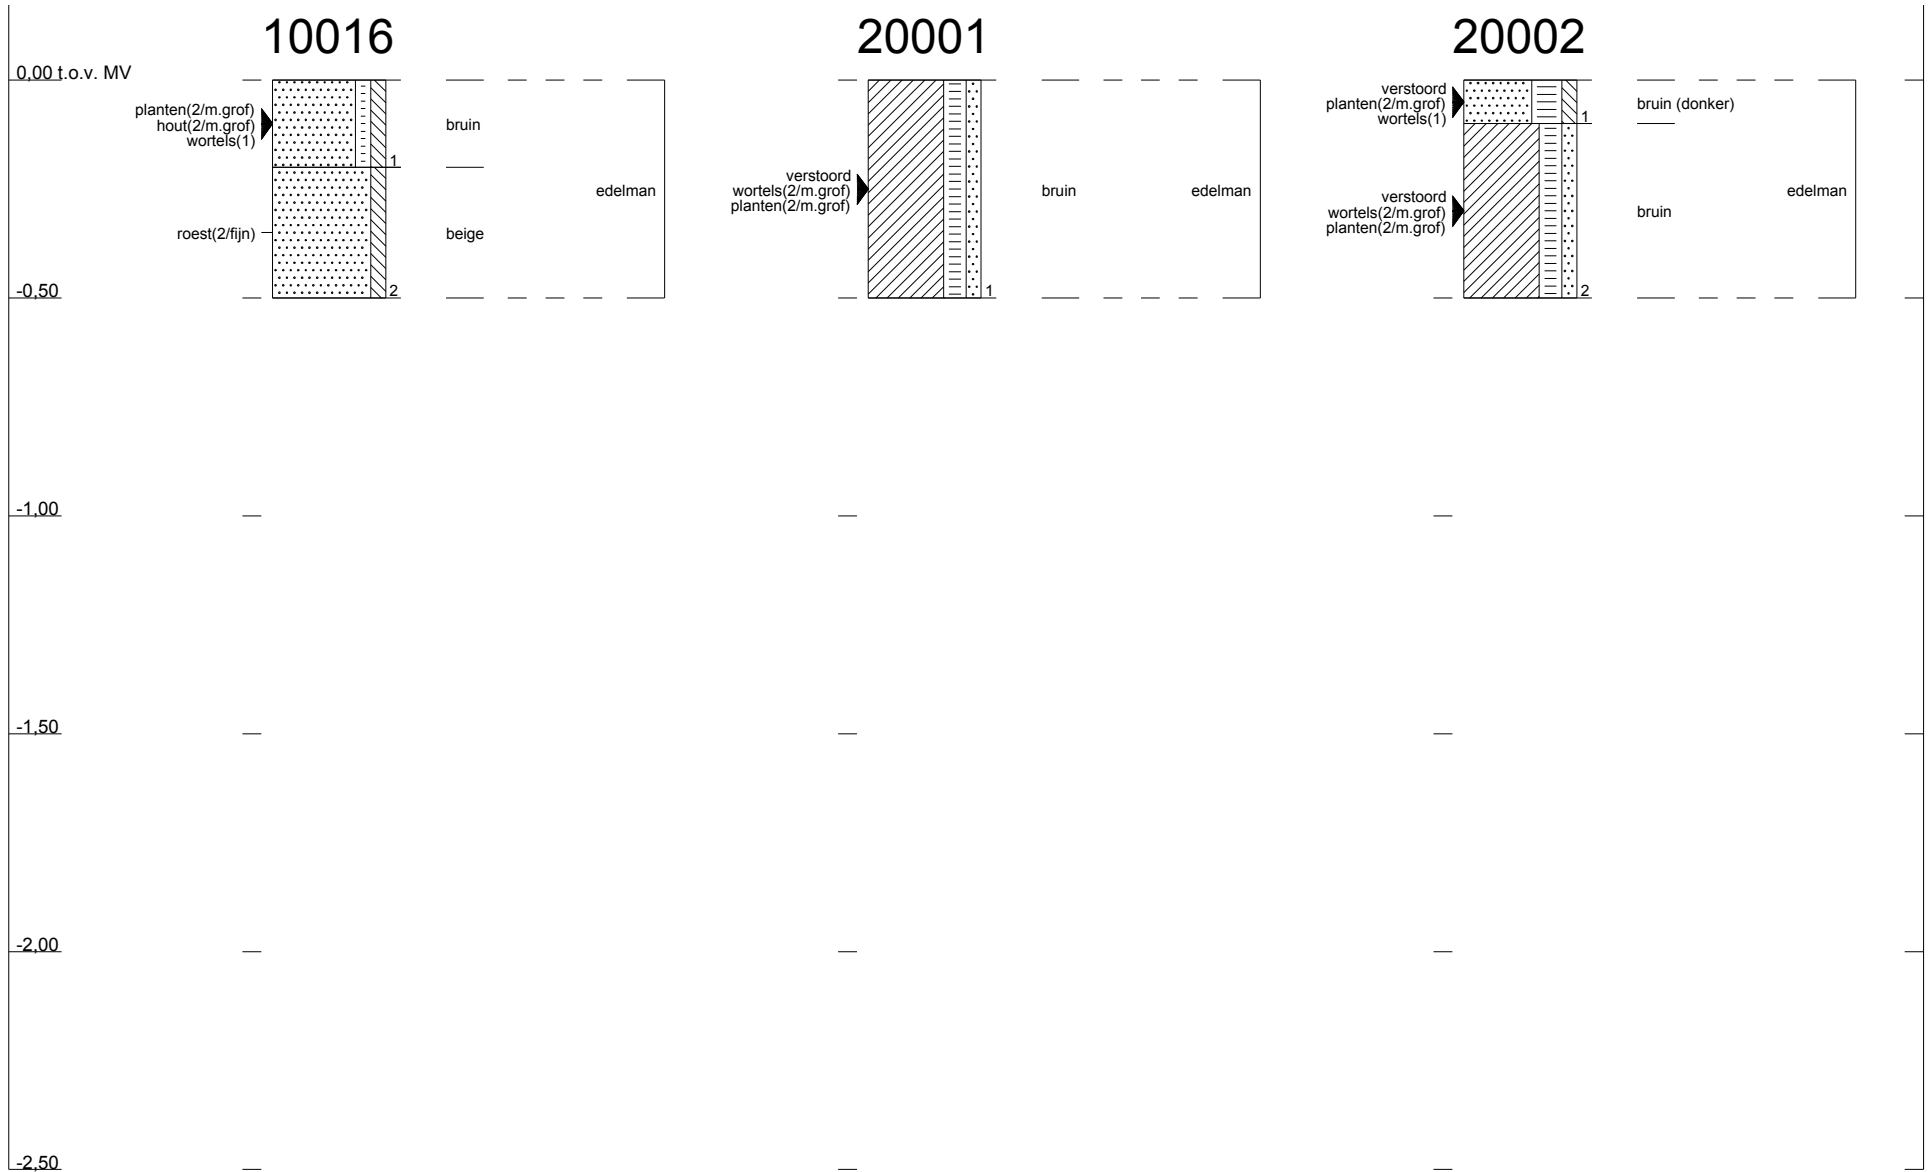 10016
20001
20002
0,00 t.o.v. MV
planten(2/m.grof)
hout(2/m.grof)
wortels(1)
bruin
1
roest(2/fijn)
beige
2
edelman
verstoord
wortels(2/m.grof)
planten(2/m.grof)
bruin
1
edelman
verstoord
planten(2/m.grof)
wortels(1)
bruin (donker)
1
verstoord
wortels(2/m.grof)
planten(2/m.grof)
bruin
2
edelman
-0,50
-1,00
-1,50
-2,00
-2,50